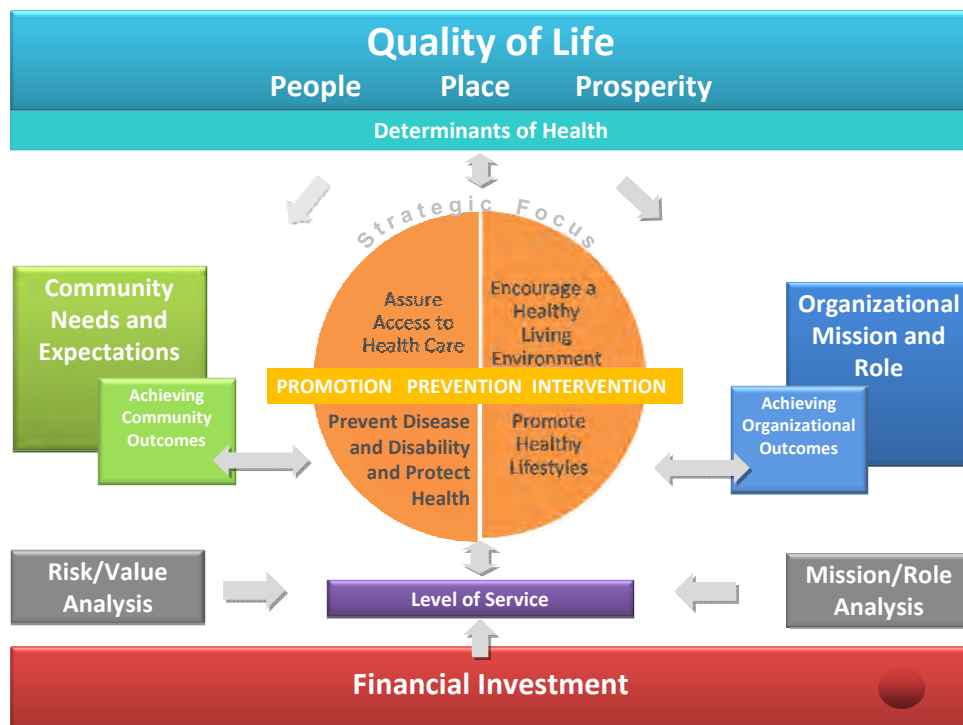 Quality of Life
People Place Prosperity
Determinants of Health
Strategic Focus
Community
Needs and
Expectations
Achieving
Community
Outcomes
Assure
Access to
Health Care
Encourage a
Healthy
Living
Environment
PROMOTION PREVENTION INTERVENTION
Prevent Disease
and Disability
and Protect
Health
Promote
Healthy
Lifestyles
Organizational
Mission and
Role
Achieving
Organizational
Outcomes
Risk/Value
Analysis
Level of Service
Mission/Role
Analysis
Financial Investment